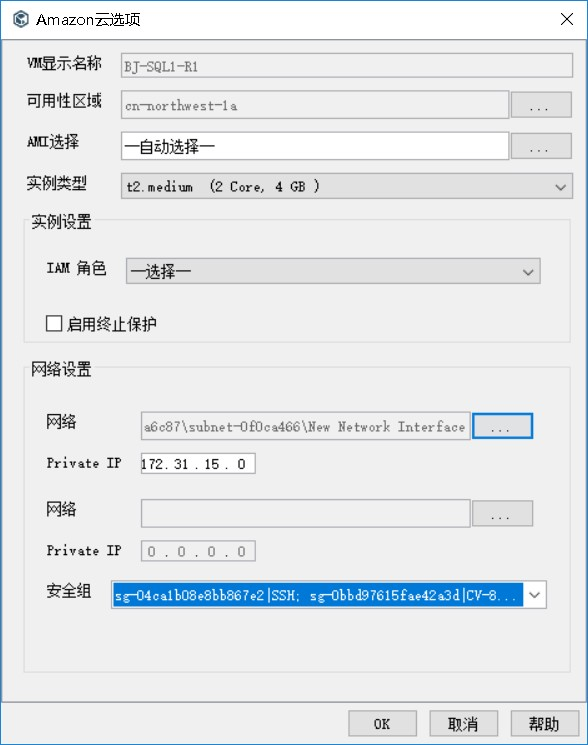 Amazon云选项
VM显示名称 BJ-SQL1-R1
可用性区域 cn-northwest-1a ...
AMI选择 —自动选择— ...
实例类型 t2.medium (2 Core, 4 GB )
实例设置
IAM 角色 —选择—
启用终止保护
网络设置
网络 a6c87\subnet-0f0ca466\New Network Interface ...
Private IP 172. 31 . 15 . 0
网络 ...
Private IP 0 . 0 . 0 . 0
安全组 sg-04ca1b08e8bb867e2|SSH; sg-0bbd97615fae42a3d|CV-8...
OK 取消 帮助